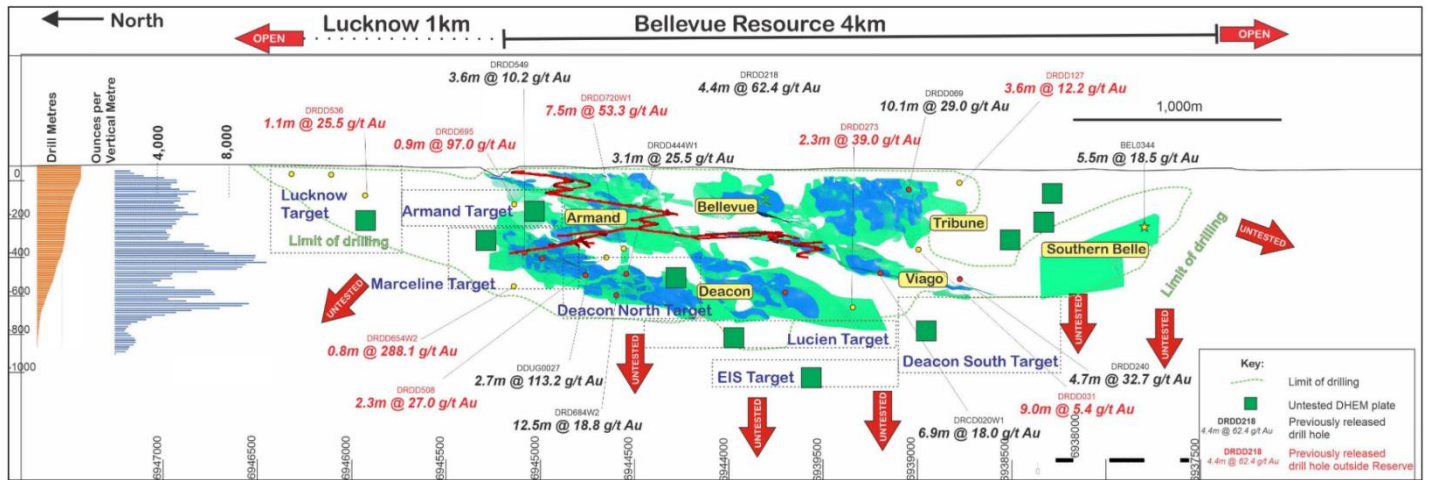 North
Lucknow 1km
Bellevue Resource 4km
OPEN
OPEN
DRDD549
3.6m @ 10.2 g/t Au
DRDD218
4.4m @ 62.4 g/t Au
DRDD127
3.6m @ 12.2 g/t Au
DRDD720W1
7.5m @ 53.3 g/t Au
DRDD069
10.1m @ 29.0 g/t Au
1,000m
DRDD536
1.1m @ 25.5 g/t Au
DRDD695
0.9m @ 97.0 g/t Au
DRDD444W1
3.1m @ 25.5 g/t Au
DRDD273
2.3m @ 39.0 g/t Au
BEL0344
5.5m @ 18.5 g/t Au
Drill Metres
Ounces per
Vertical Metre
4,000
8,000
0
-200
-400
-600
-800
-1000
Lucknow
Target
Armand Target
Armand
Bellevue
Tribune
Southern Belle
Limit of drilling
Limit of drilling
UNTESTED
Marceline Target
Deacon
Viago
Deacon North Target
UNTESTED
Lucien Target
Deacon South Target
EIS Target
UNTESTED
UNTESTED
UNTESTED
UNTESTED
UNTESTED
DRDD654W2
0.8m @ 288.1 g/t Au
DDUG0027
2.7m @ 113.2 g/t Au
DRDD508
2.3m @ 27.0 g/t Au
DRD684W2
12.5m @ 18.8 g/t Au
DRDD240
4.7m @ 32.7 g/t Au
DRDD031
9.0m @ 5.4 g/t Au
DRCD020W1
6.9m @ 18.0 g/t Au
Key:
Limit of drilling
Untested DHEM plate
DRDD218
4.4m @ 62.4 g/t Au
Previously released
drill hole
DRDD218
4.4m @ 62.4 g/t Au
Previously released
drill hole outside Reserve
6947000
6946500
6946000
6945500
6945000
6944500
6944000
6939500
6939000
6938500
6938000
6937500